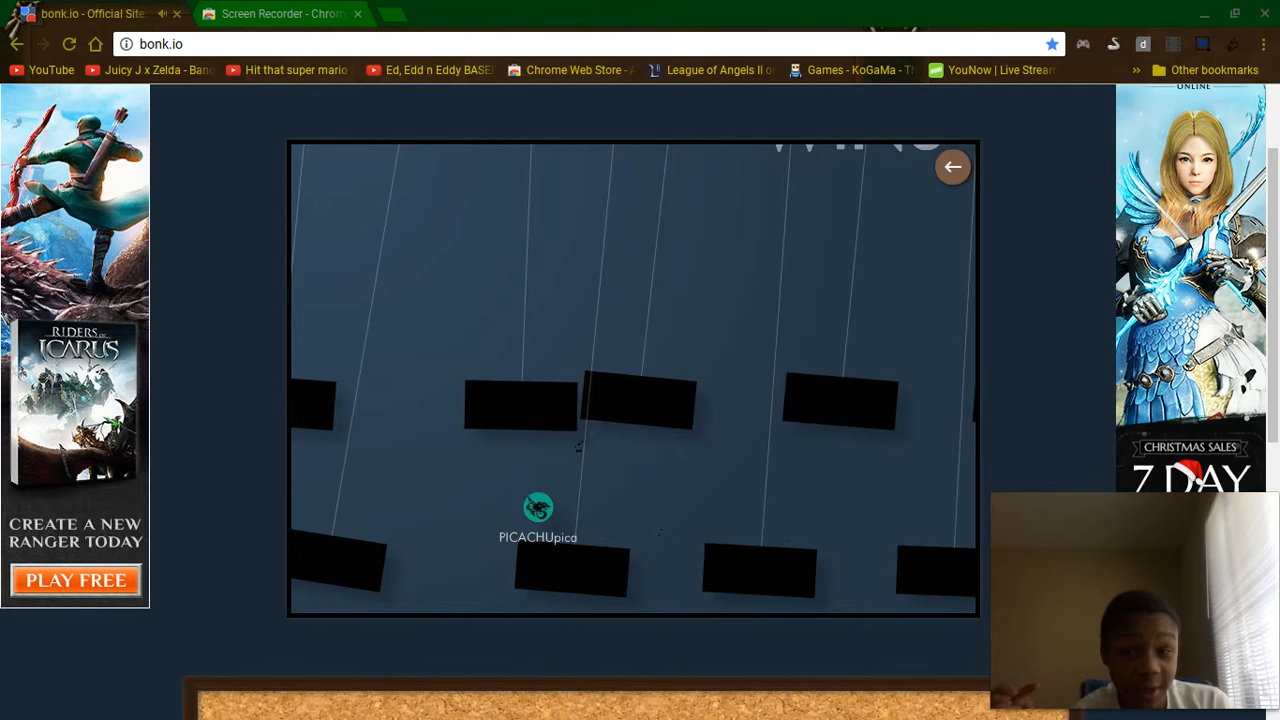 bonk.io - Official Site
Screen Recorder - Chrom
bonk.io
YouTube
Juicy J x Zelda - Ban
Hit that super mario
Ed, Edd n Eddy BASE
Chrome Web Store - A
League of Angels II o
Games - KoGaMa - Th
YouNow | Live Stream
»
Other bookmarks
ONLINE
WINS
RIDERS OF
ICARUS
CREATE A NEW
RANGER TODAY
PLAY FREE
PICACHUpica
CHRISTMAS SALES
7 DAY